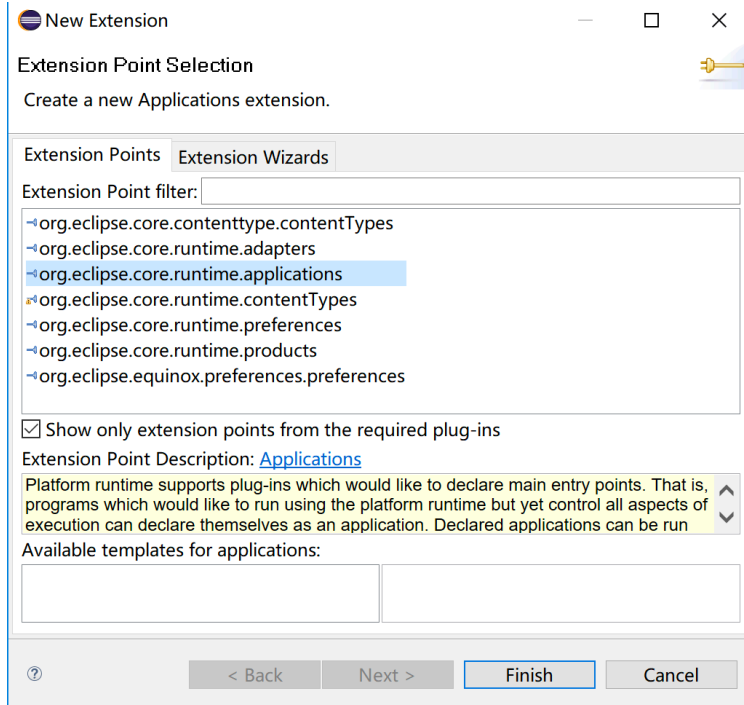 New Extension
Extension Point Selection
Create a new Applications extension.
Extension Points Extension Wizards
Extension Point filter:
org.eclipse.core.contenttype.contentTypes
org.eclipse.core.runtime.adapters
org.eclipse.core.runtime.applications
org.eclipse.core.runtime.contentTypes
org.eclipse.core.runtime.preferences
org.eclipse.core.runtime.products
org.eclipse.equinox.preferences.preferences
Show only extension points from the required plug-ins
Extension Point Description: Applications
Platform runtime supports plug-ins which would like to declare main entry points. That is,
programs which would like to run using the platform runtime but yet control all aspects of
execution can declare themselves as an application. Declared applications can be run
Available templates for applications:
? < Back Next > Finish Cancel